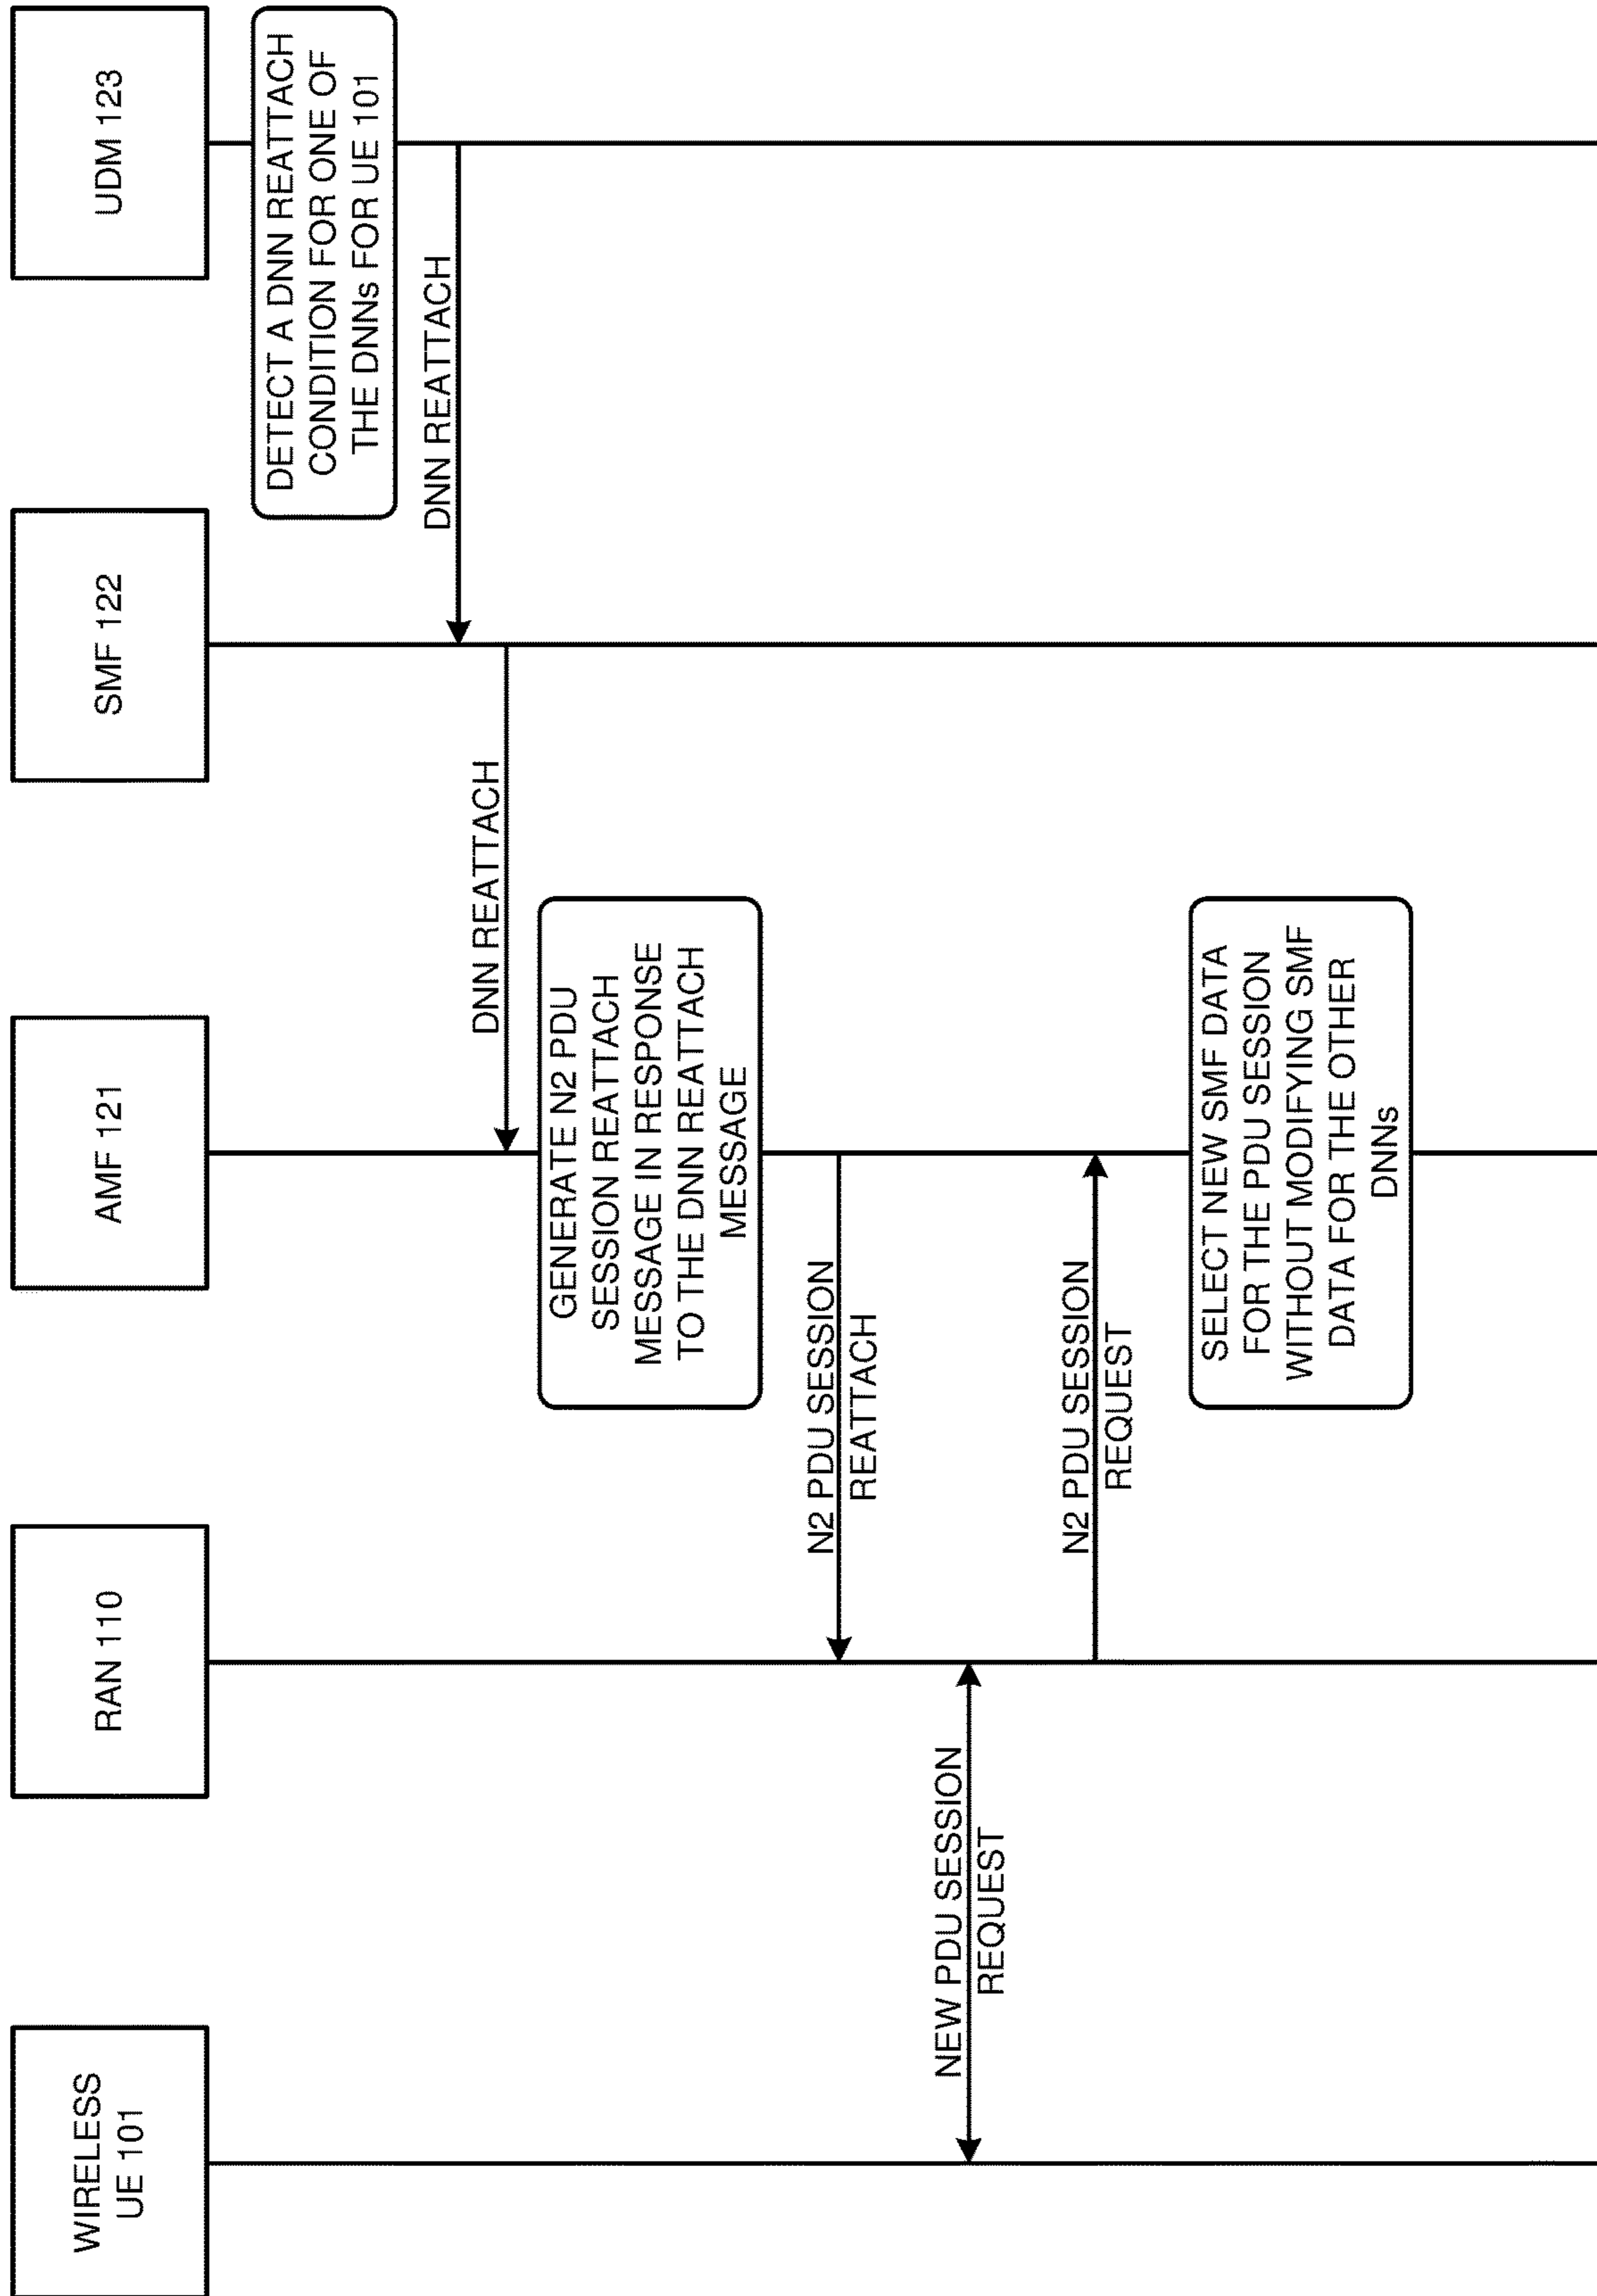 WIRELESS
UE 101
RAN 110
AMF 121
SMF 122
UDM 123
DETECT A DNN REATTACH
CONDITION FOR ONE OF
THE DNNs FOR UE 101
DNN REATTACH
DNN REATTACH
GENERATE N2 PDU
SESSION REATTACH
MESSAGE IN RESPONSE
TO THE DNN REATTACH
MESSAGE
N2 PDU SESSION
REATTACH
NEW PDU SESSION
REQUEST
N2 PDU SESSION
REQUEST
SELECT NEW SMF DATA
FOR THE PDU SESSION
WITHOUT MODIFYING SMF
DATA FOR THE OTHER
DNNs